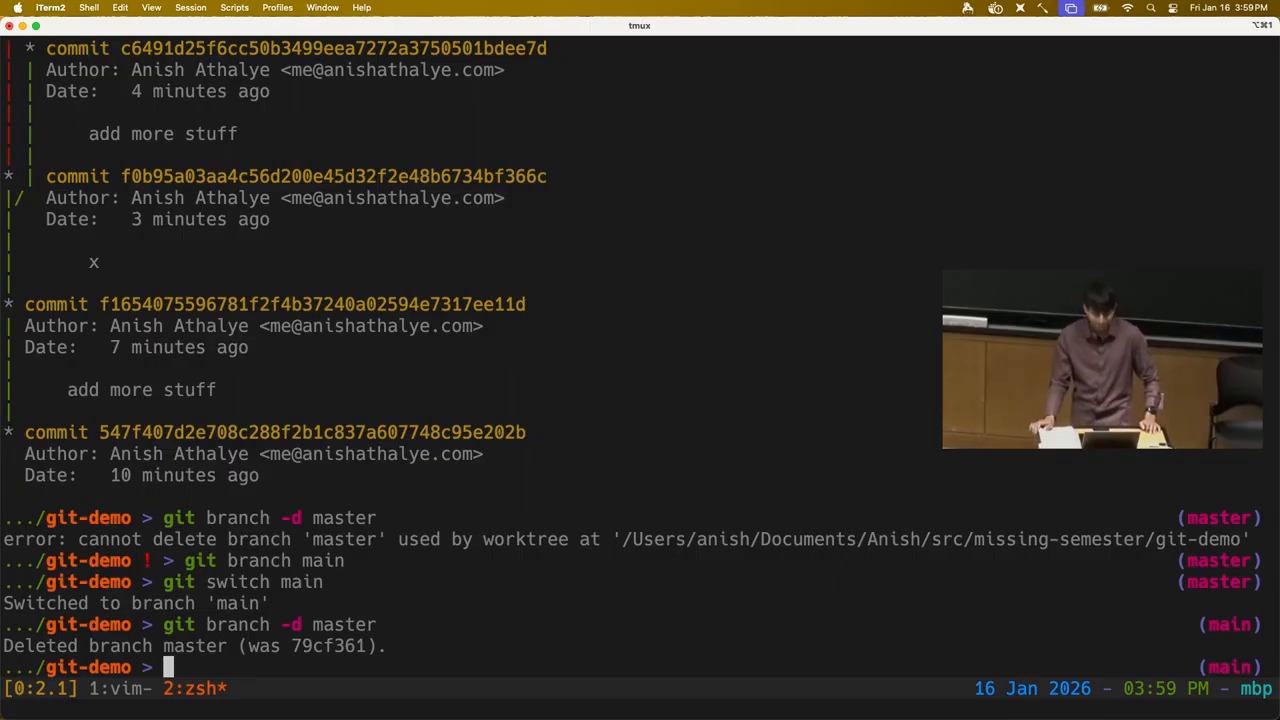 iTerm2 Shell Edit View Session Scripts Profiles Window Help Fri Jan 16 3:59 PM
tmux ⌥⌘1
* commit c6491d25f6cc50b3499eea7272a3750501bdee7d
Author: Anish Athalye <me@anishathalye.com>
Date: 4 minutes ago
add more stuff
* commit f0b95a03aa4c56d200e45d32f2e48b6734bf366c
Author: Anish Athalye <me@anishathalye.com>
Date: 3 minutes ago
x
* commit f1654075596781f2f4b37240a02594e7317ee11d
Author: Anish Athalye <me@anishathalye.com>
Date: 7 minutes ago
add more stuff
* commit 547f407d2e708c288f2b1c837a607748c95e202b
Author: Anish Athalye <me@anishathalye.com>
Date: 10 minutes ago
.../git-demo > git branch -d master (master)
error: cannot delete branch 'master' used by worktree at '/Users/anish/Documents/Anish/src/missing-semester/git-demo'
.../git-demo ! > git branch main (master)
.../git-demo > git switch main (master)
Switched to branch 'main'
.../git-demo > git branch -d master (main)
Deleted branch master (was 79cf361).
.../git-demo > (main)
[0:2.1] 1:vim- 2:zsh* 16 Jan 2026 - 03:59 PM - mbp